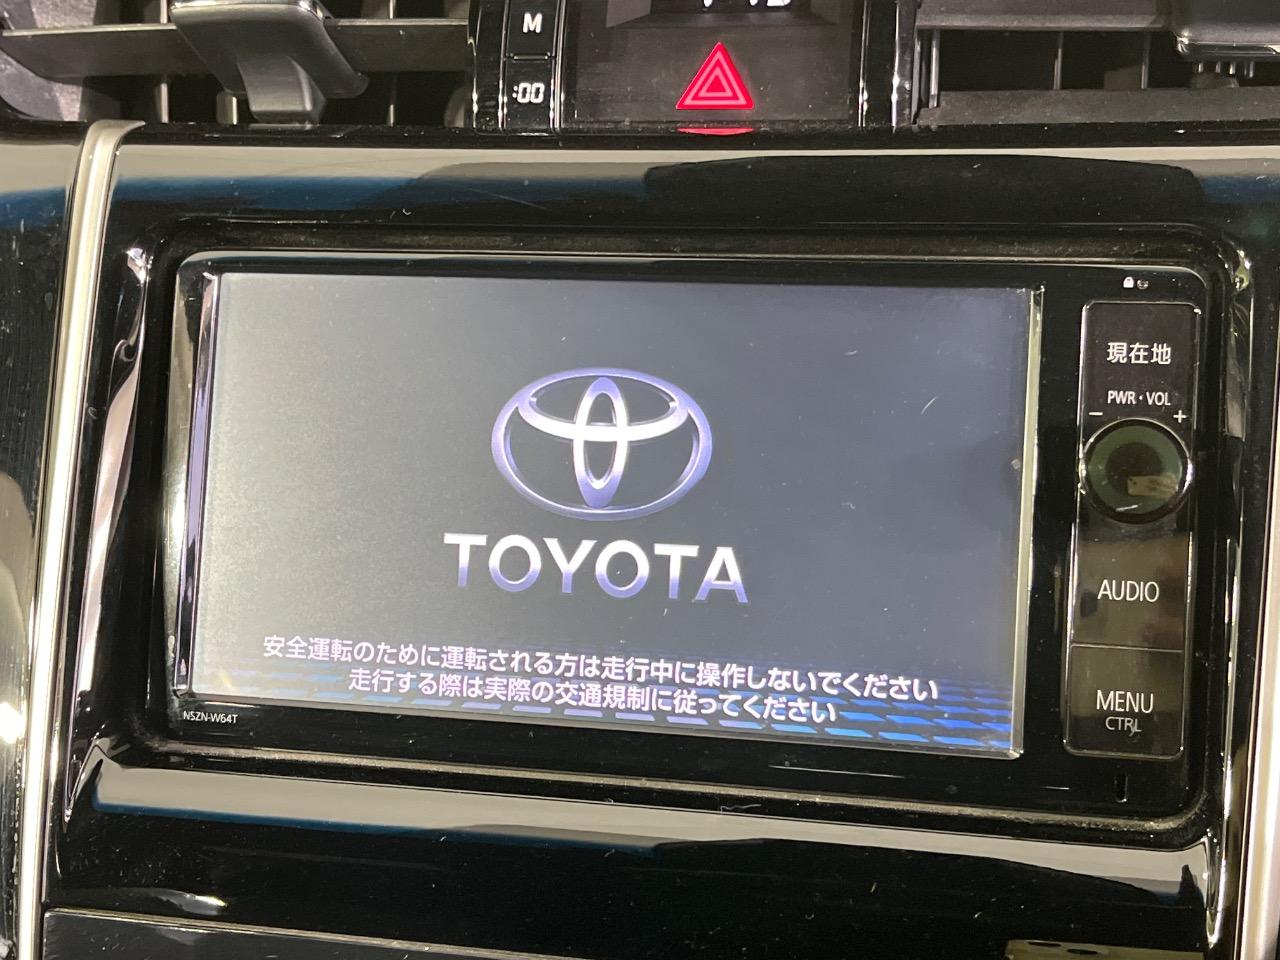 M
:00
現在地
PWR・VOL
− +
TOYOTA
AUDIO
安全運転のために運転される方は走行中に操作しないでください
走行する際は実際の交通規制に従ってください
MENU
CTRL
NSZN-W64T